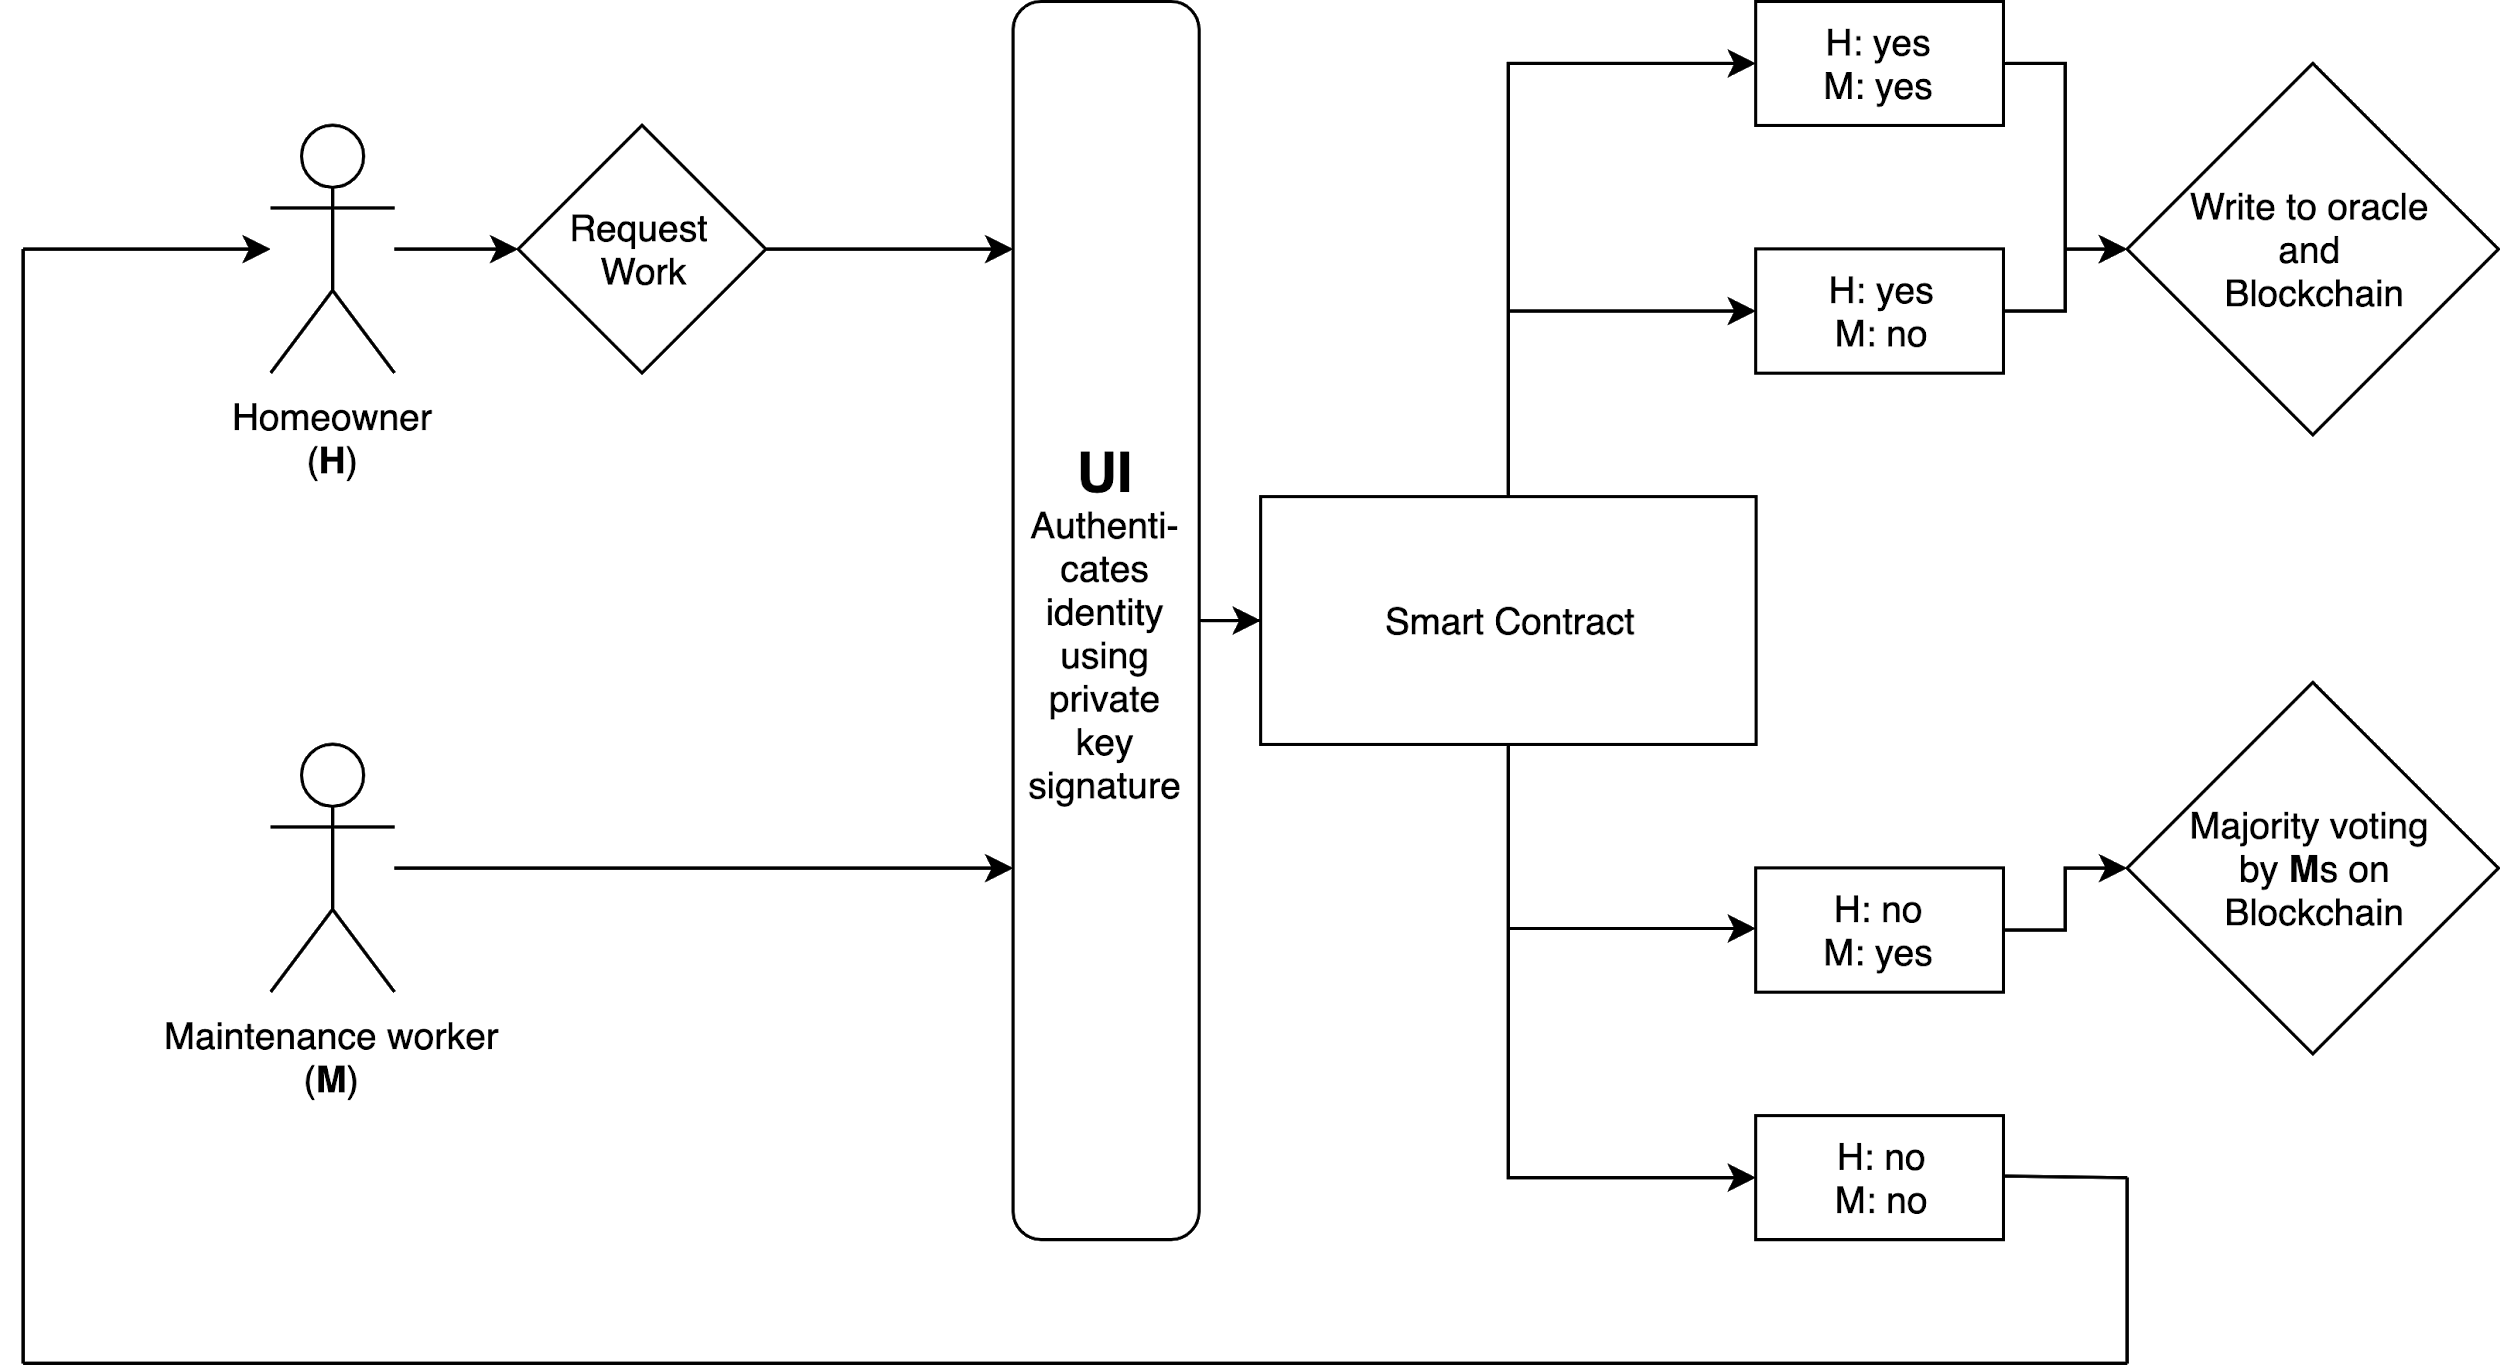 Homeowner
(H)
Request
Work
Maintenance worker
(M)
UI
Authenti-
cates
identity
using
private
key
signature
Smart Contract
H: yes
M: yes
H: yes
M: no
Write to oracle
and
Blockchain
H: no
M: yes
Majority voting
by Ms on
Blockchain
H: no
M: no